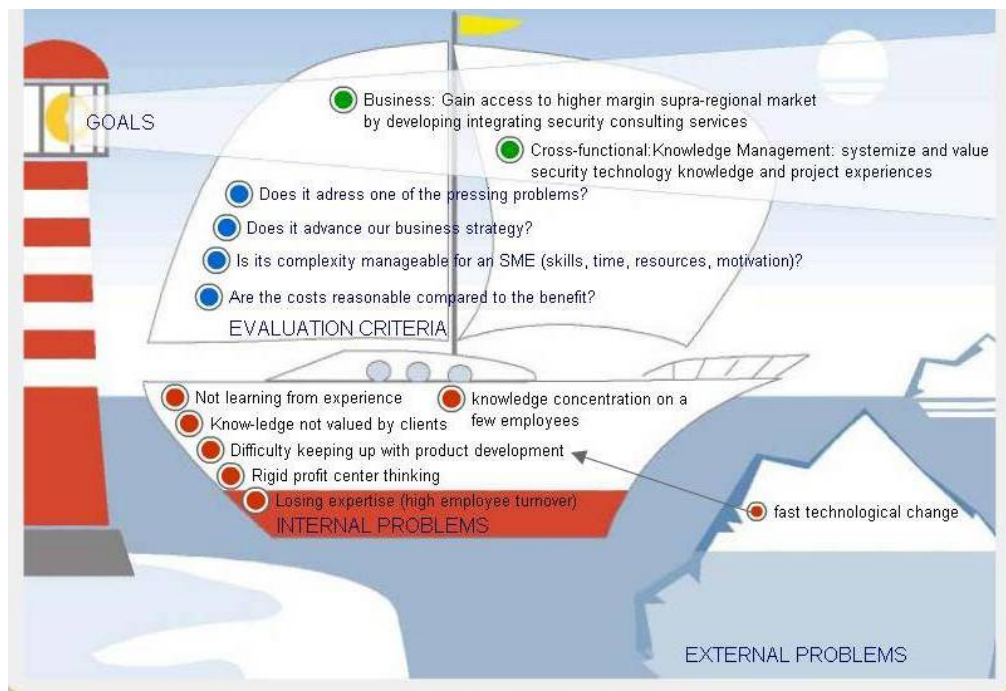 GOALS
Business: Gain access to higher margin supra-regional market
by developing integrating security consulting services
Cross-functional:Knowledge Management: systemize and value
security technology knowledge and project experiences
Does it adress one of the pressing problems?
Does it advance our business strategy?
Is its complexity manageable for an SME (skills, time, resources, motivation)?
Are the costs reasonable compared to the benefit?
EVALUATION CRITERIA
Not learning from experience
knowledge concentration on a
few employees
Know-ledge not valued by clients
Difficulty keeping up with product development
Rigid profit center thinking
Losing expertise (high employee turnover)
INTERNAL PROBLEMS
fast technological change
EXTERNAL PROBLEMS